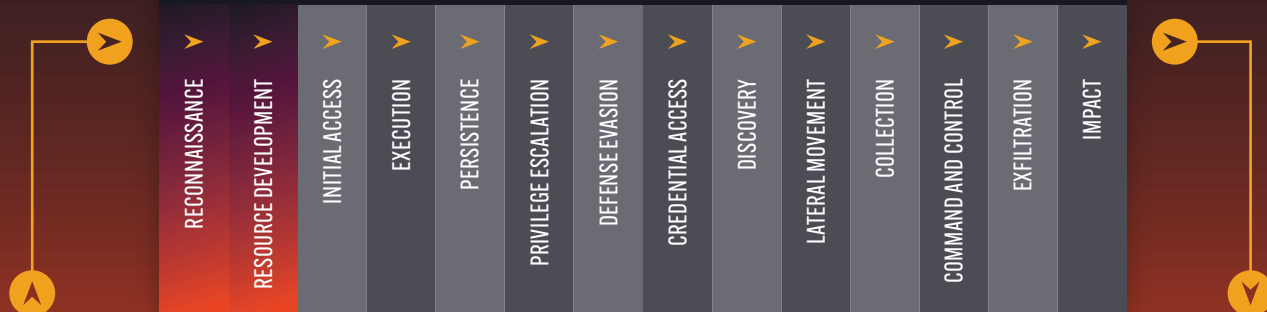 RECONNAISSANCE
RESOURCE DEVELOPMENT
INITIAL ACCESS
EXECUTION
PERSISTENCE
PRIVILEGE ESCALATION
DEFENSE EVASION
CREDENTIAL ACCESS
DISCOVERY
LATERAL MOVEMENT
COLLECTION
COMMAND AND CONTROL
EXFILTRATION
IMPACT